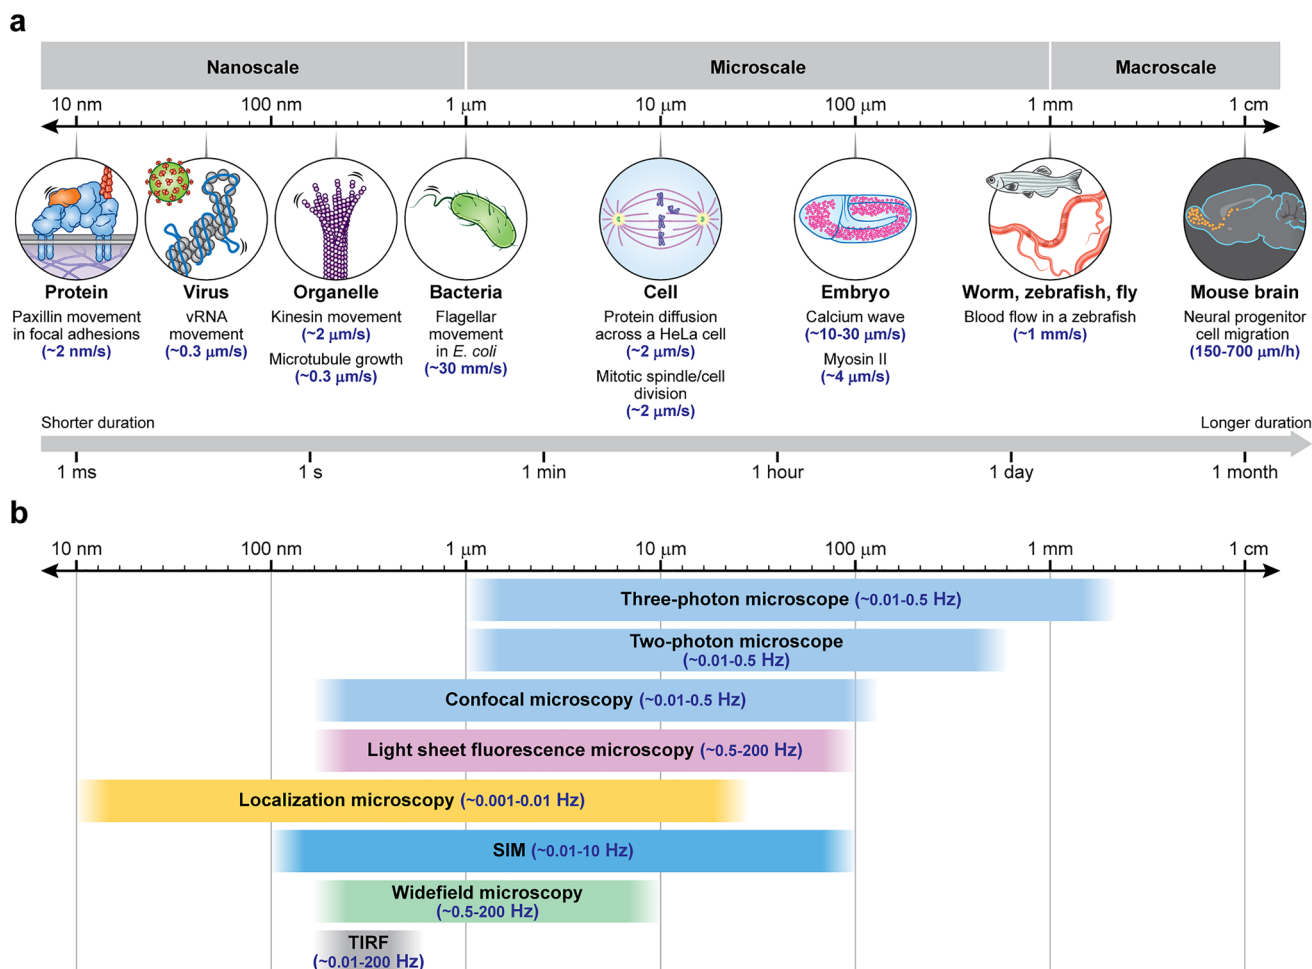 a
Nanoscale Microscale Macroscale
10 nm 100 nm 1 μm 10 μm 100 μm 1 mm 1 cm
Protein
Paxillin movement
in focal adhesions
(~2 nm/s)
Virus
vRNA
movement
(~0.3 μm/s)
Organelle
Kinesin movement
(~2 μm/s)
Microtubule growth
(~0.3 μm/s)
Bacteria
Flagellar
movement
in E. coli
(~30 mm/s)
Cell
Protein diffusion
across a HeLa cell
(~2 μm/s)
Mitotic spindle/cell
division
(~2 μm/s)
Embryo
Calcium wave
(~10-30 μm/s)
Myosin II
(~4 μm/s)
Worm, zebrafish, fly
Blood flow in a zebrafish
(~1 mm/s)
Mouse brain
Neural progenitor
cell migration
(150-700 μm/h)
Shorter duration Longer duration
1 ms 1 s 1 min 1 hour 1 day 1 month
b
10 nm 100 nm 1 μm 10 μm 100 μm 1 mm 1 cm
Three-photon microscope (~0.01-0.5 Hz)
Two-photon microscope
(~0.01-0.5 Hz)
Confocal microscopy (~0.01-0.5 Hz)
Light sheet fluorescence microscopy (~0.5-200 Hz)
Localization microscopy (~0.001-0.01 Hz)
SIM (~0.01-10 Hz)
Widefield microscopy
(~0.5-200 Hz)
TIRF
(~0.01-200 Hz)